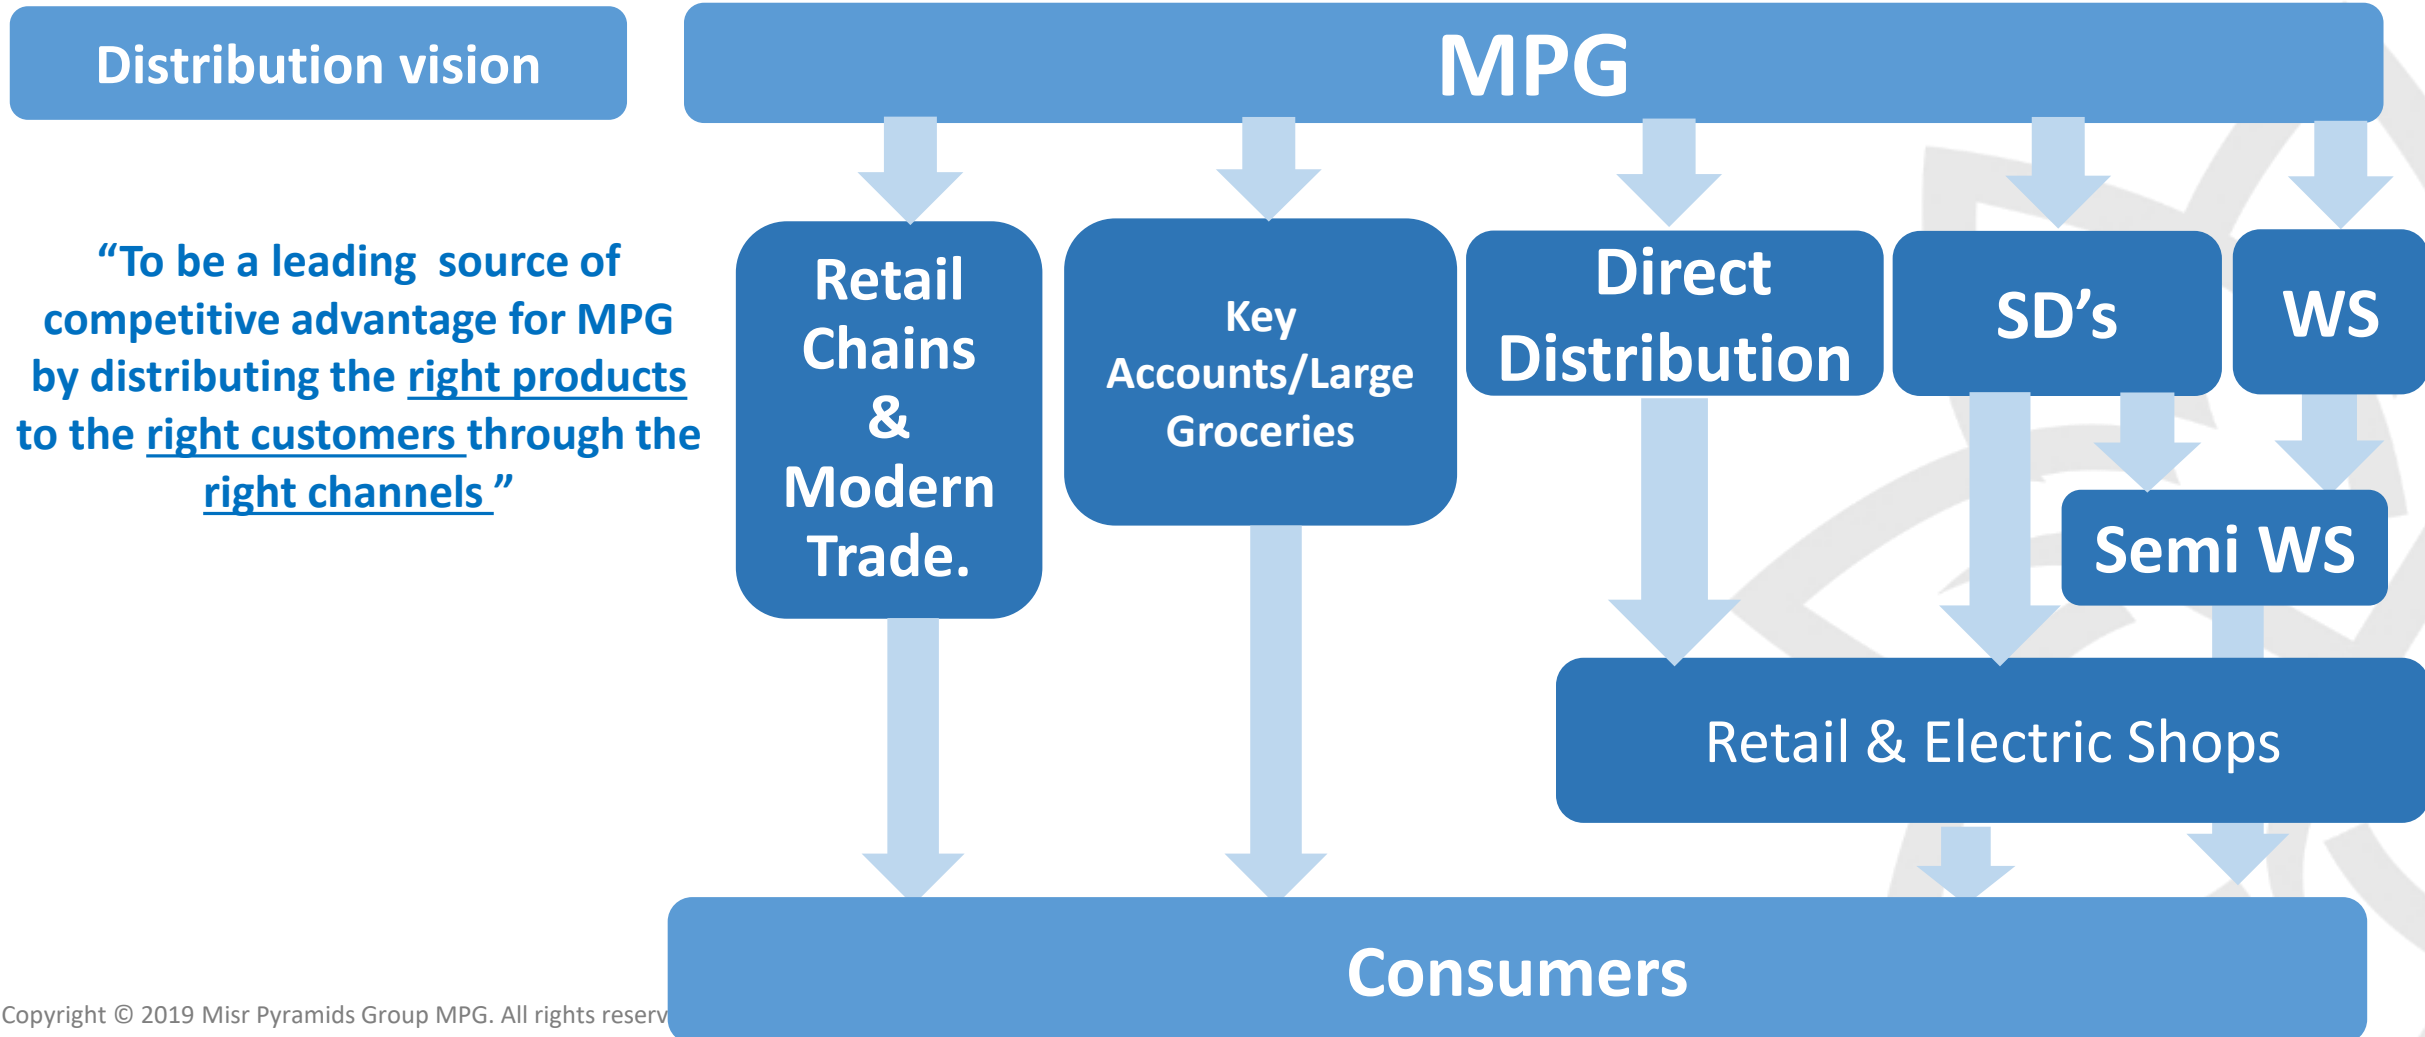 Distribution vision
MPG
“To be a leading source of
competitive advantage for MPG
by distributing the right products
to the right customers through the
right channels ”
Retail
Chains
&
Modern
Trade.
Key
Accounts/Large
Groceries
Direct
Distribution
SD’s
WS
Semi WS
Retail & Electric Shops
Consumers
Copyright © 2019 Misr Pyramids Group MPG. All rights reserv